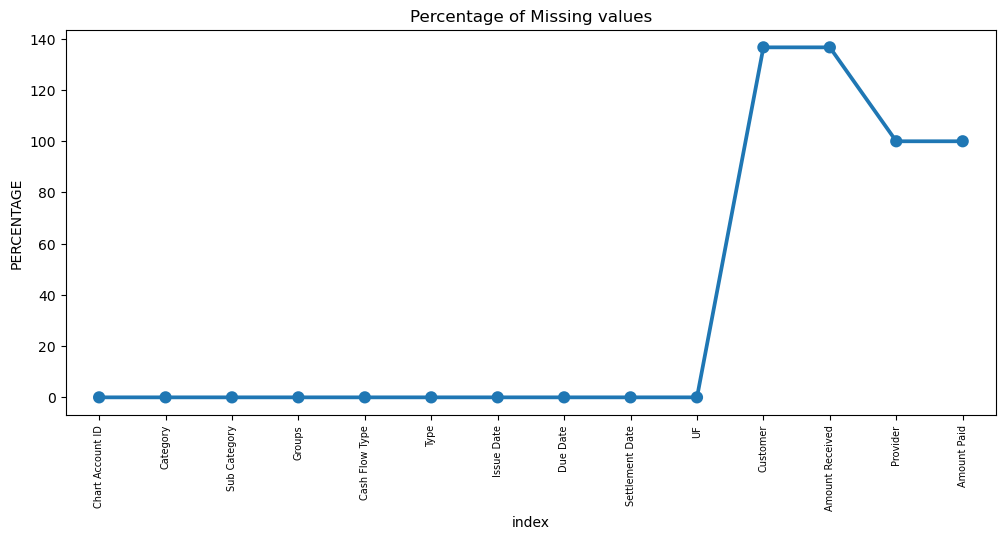 Percentage of Missing values
PERCENTAGE
140
120
100
80
60
40
20
0
Chart Account ID
Category
Sub Category
Groups
Cash Flow Type
Type
Issue Date
Due Date
Settlement Date
UF
Customer
Amount Received
Provider
Amount Paid
index